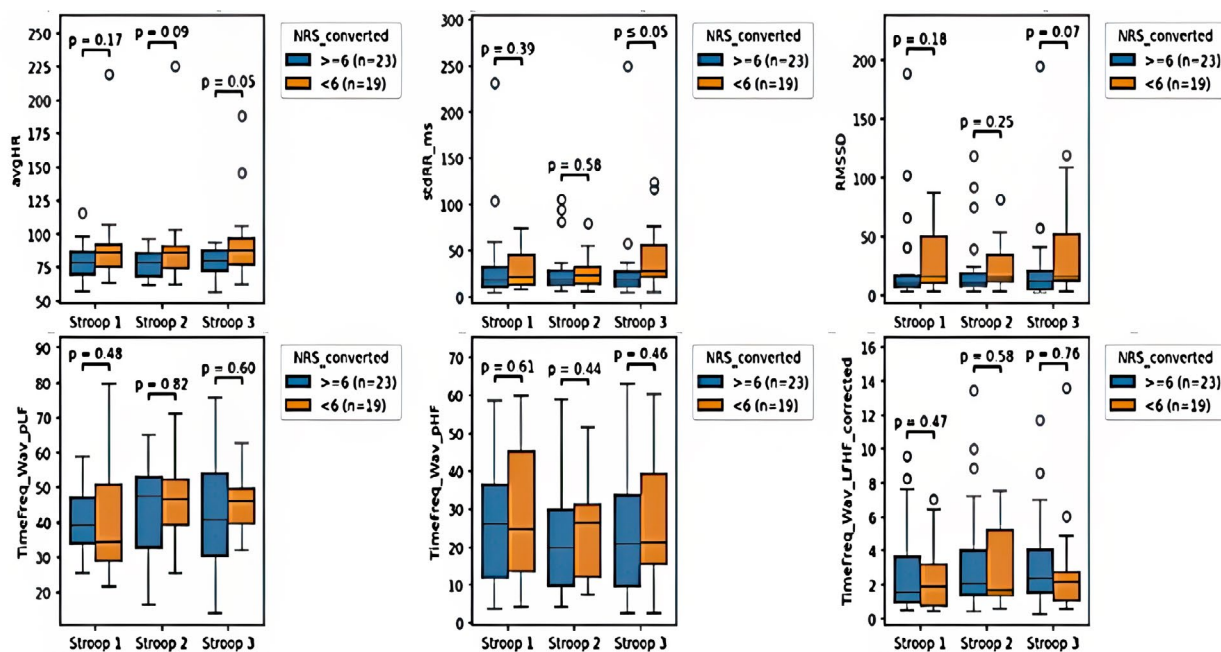 250
225
200
175
150
125
100
75
50
avgHR
p = 0.17
p = 0.09
p = 0.05
Stroop 1
Stroop 2
Stroop 3
NRS_converted
>=6 (n=23)
<6 (n=19)
300
250
200
150
100
50
0
stdRR_ms
p = 0.39
p = 0.58
p ≤ 0.05
Stroop 1
Stroop 2
Stroop 3
NRS_converted
>=6 (n=23)
<6 (n=19)
200
150
100
50
0
RMSSD
p = 0.18
p = 0.25
p = 0.07
Stroop 1
Stroop 2
Stroop 3
NRS_converted
>=6 (n=23)
<6 (n=19)
90
80
70
60
50
40
30
20
TimeFreq_Wav_pLF
p = 0.48
p = 0.82
p = 0.60
Stroop 1
Stroop 2
Stroop 3
NRS_converted
>=6 (n=23)
<6 (n=19)
70
60
50
40
30
20
10
0
TimeFreq_Wav_pHF
p = 0.61
p = 0.44
p = 0.46
Stroop 1
Stroop 2
Stroop 3
NRS_converted
>=6 (n=23)
<6 (n=19)
16
14
12
10
8
6
4
2
0
TimeFreq_Wav_LFHF_corrected
p = 0.47
p = 0.58
p = 0.76
Stroop 1
Stroop 2
Stroop 3
NRS_converted
>=6 (n=23)
<6 (n=19)